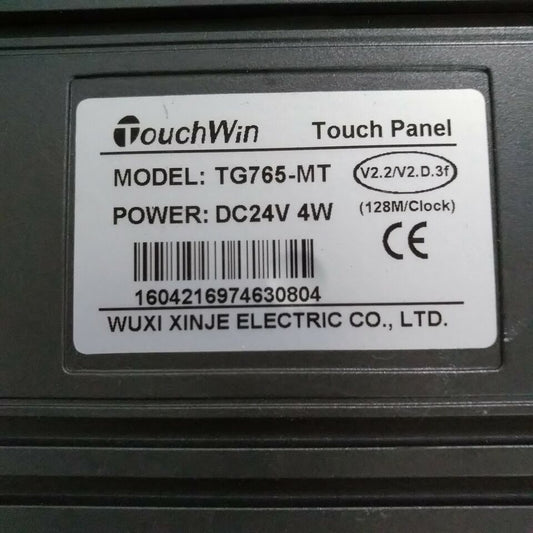 TouchWin Touch Panel
MODEL: TG765-MT V2.2/V2.D.3f
POWER: DC24V 4W (128M/Clock)
CE
1604216974630804
WUXI XINJE ELECTRIC CO., LTD.